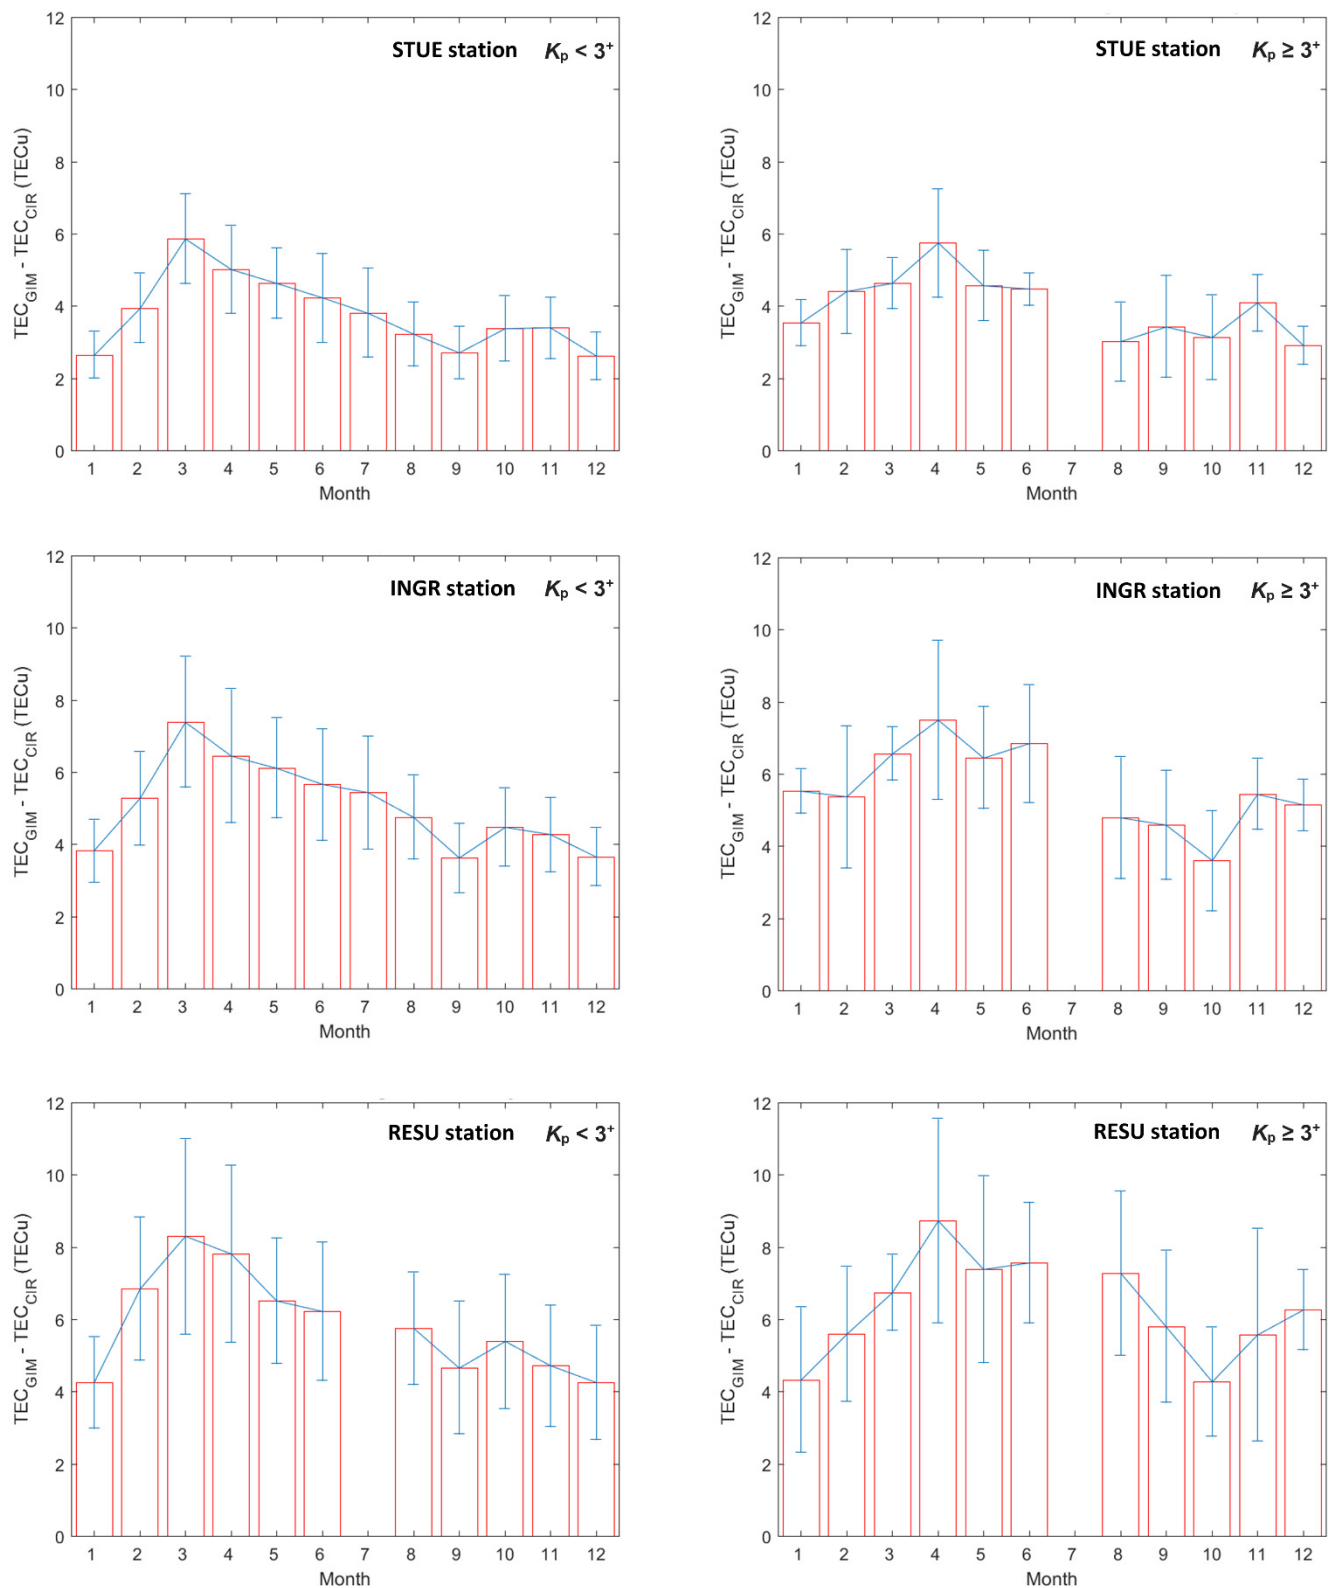 STUE station Kp < 3+
12
10
8
6
4
2
0
TECGIM - TECCIR (TECu)
1 2 3 4 5 6 7 8 9 10 11 12
Month
STUE station Kp ≥ 3+
12
10
8
6
4
2
0
TECGIM - TECCIR (TECu)
1 2 3 4 5 6 7 8 9 10 11 12
Month
INGR station Kp < 3+
12
10
8
6
4
2
0
TECGIM - TECCIR (TECu)
1 2 3 4 5 6 7 8 9 10 11 12
Month
INGR station Kp ≥ 3+
12
10
8
6
4
2
0
TECGIM - TECCIR (TECu)
1 2 3 4 5 6 7 8 9 10 11 12
Month
RESU station Kp < 3+
12
10
8
6
4
2
0
TECGIM - TECCIR (TECu)
1 2 3 4 5 6 7 8 9 10 11 12
Month
RESU station Kp ≥ 3+
12
10
8
6
4
2
0
TECGIM - TECCIR (TECu)
1 2 3 4 5 6 7 8 9 10 11 12
Month